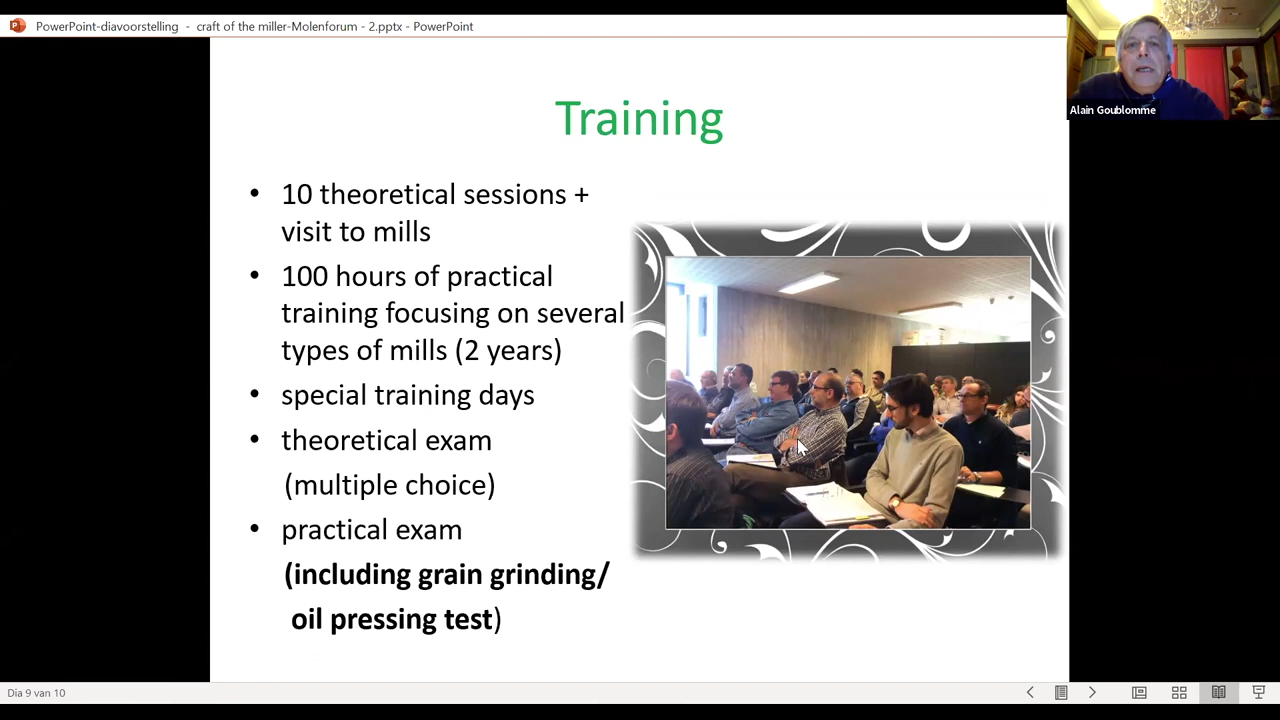 PowerPoint-diavoorstelling - craft of the miller-Molenforum - 2.pptx - PowerPoint
Alain Goublomme
Training
• 10 theoretical sessions +
visit to mills
• 100 hours of practical
training focusing on several
types of mills (2 years)
• special training days
• theoretical exam
(multiple choice)
• practical exam
(including grain grinding/
oil pressing test)
Dia 9 van 10